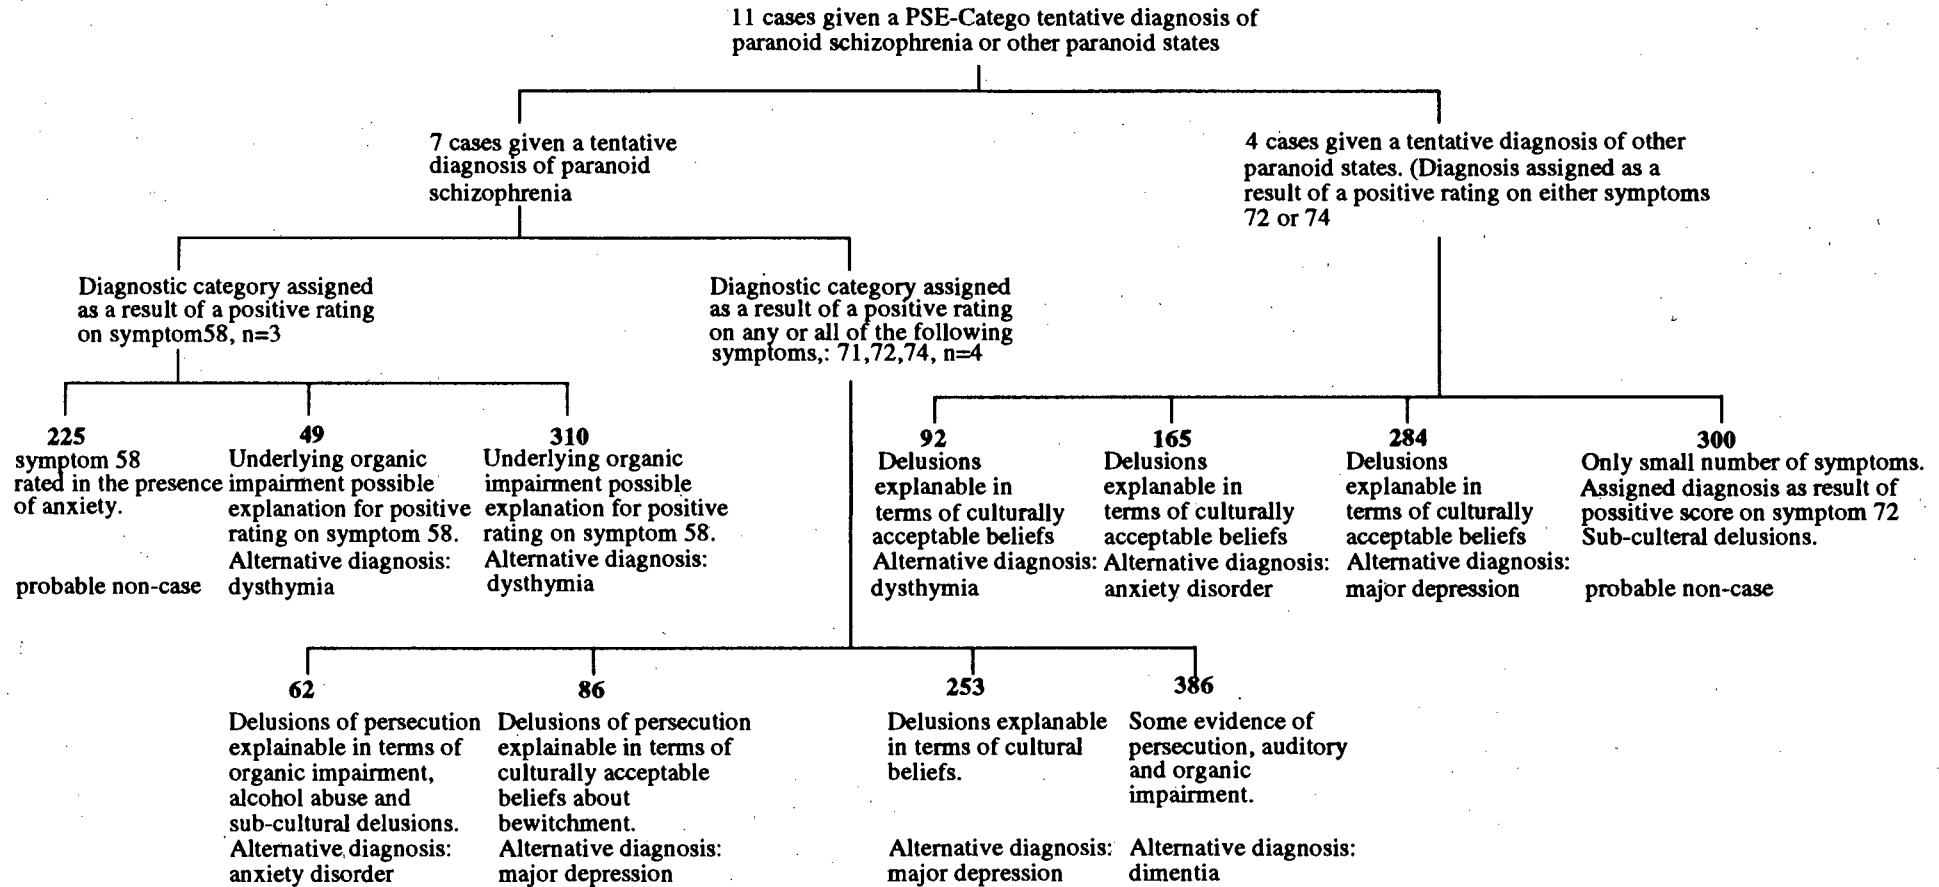 11 cases given a PSE-Catego tentative diagnosis of
paranoid schizophrenia or other paranoid states
7 cases given a tentative
diagnosis of paranoid
schizophrenia
4 cases given a tentative diagnosis of other
paranoid states. (Diagnosis assigned as a
result of a positive rating on either symptoms
72 or 74
Diagnostic category assigned
as a result of a positive rating
on symptom58, n=3
Diagnostic category assigned
as a result of a positive rating
on any or all of the following
symptoms,: 71,72,74, n=4
225
symptom 58
rated in the presence
of anxiety.
probable non-case
49
Underlying organic
impairment possible
explanation for positive
rating on symptom 58.
Alternative diagnosis:
dysthymia
310
Underlying organic
impairment possible
explanation for positive
rating on symptom 58.
Alternative diagnosis:
dysthymia
92
Delusions
explanable in
terms of culturally
acceptable beliefs
Alternative diagnosis:
dysthymia
165
Delusions
explanable in
terms of culturally
acceptable beliefs
Alternative diagnosis:
anxiety disorder
284
Delusions
explanable in
terms of culturally
acceptable beliefs
Alternative diagnosis:
major depression
300
Only small number of symptoms.
Assigned diagnosis as result of
possitive score on symptom 72
Sub-culteral delusions.
probable non-case
62
Delusions of persecution
explainable in terms of
organic impairment,
alcohol abuse and
sub-cultural delusions.
Alternative diagnosis:
anxiety disorder
86
Delusions of persecution
explainable in terms of
culturally acceptable
beliefs about
bewitchment.
Alternative diagnosis:
major depression
253
Delusions explanable
in terms of cultural
beliefs.
Alternative diagnosis:
major depression
386
Some evidence of
persecution, auditory
and organic
impairment.
Alternative diagnosis:
dimentia